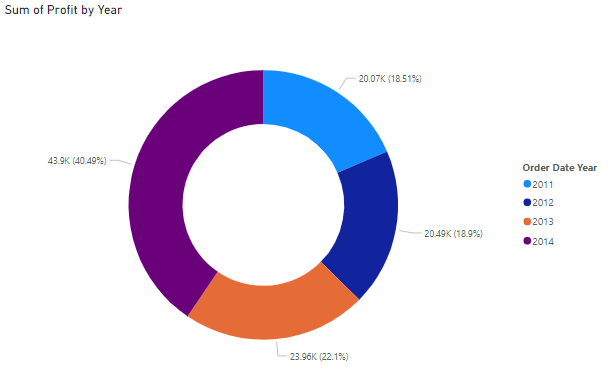 Sum of Profit by Year
20.07K (18.51%)
43.9K (40.49%)
20.49K (18.9%)
23.96K (22.1%)
Order Date Year
2011
2012
2013
2014